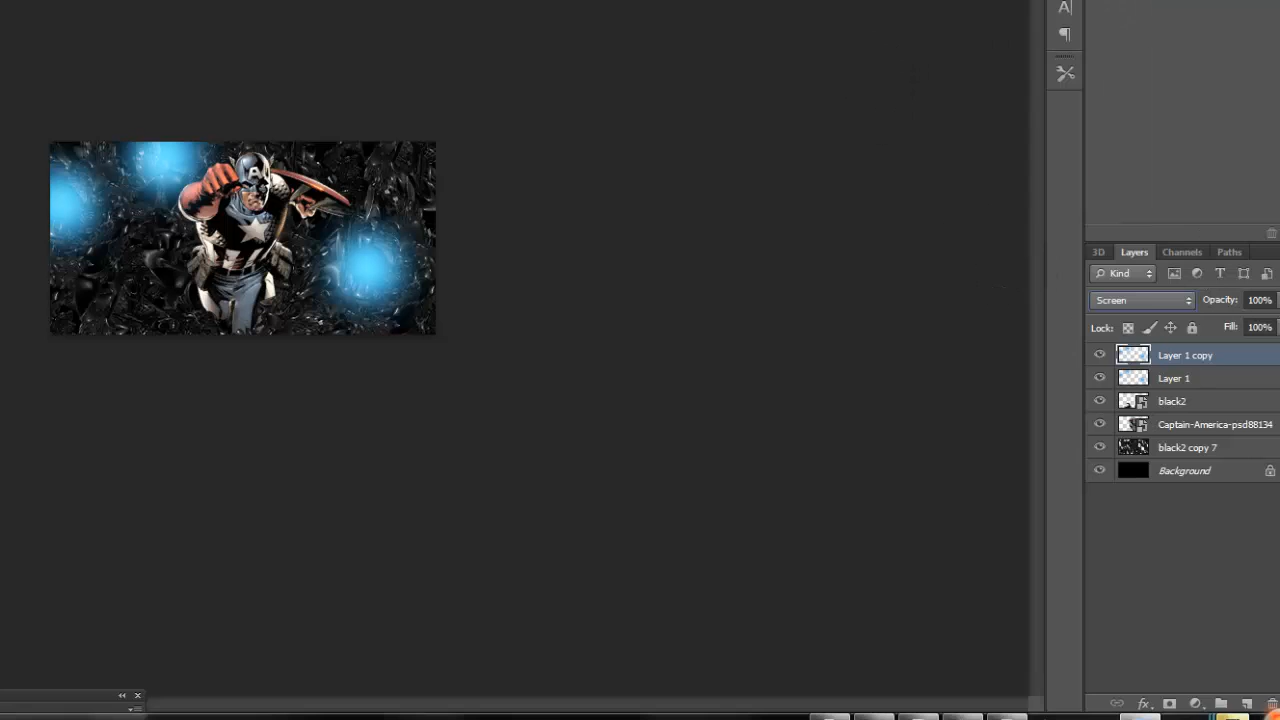 A
3D Layers Channels Paths
Kind T
Screen Opacity: 100%
Lock: Fill: 100%
Layer 1 copy
Layer 1
black2
Captain-America-psd88134
black2 copy 7
Background
fx
A